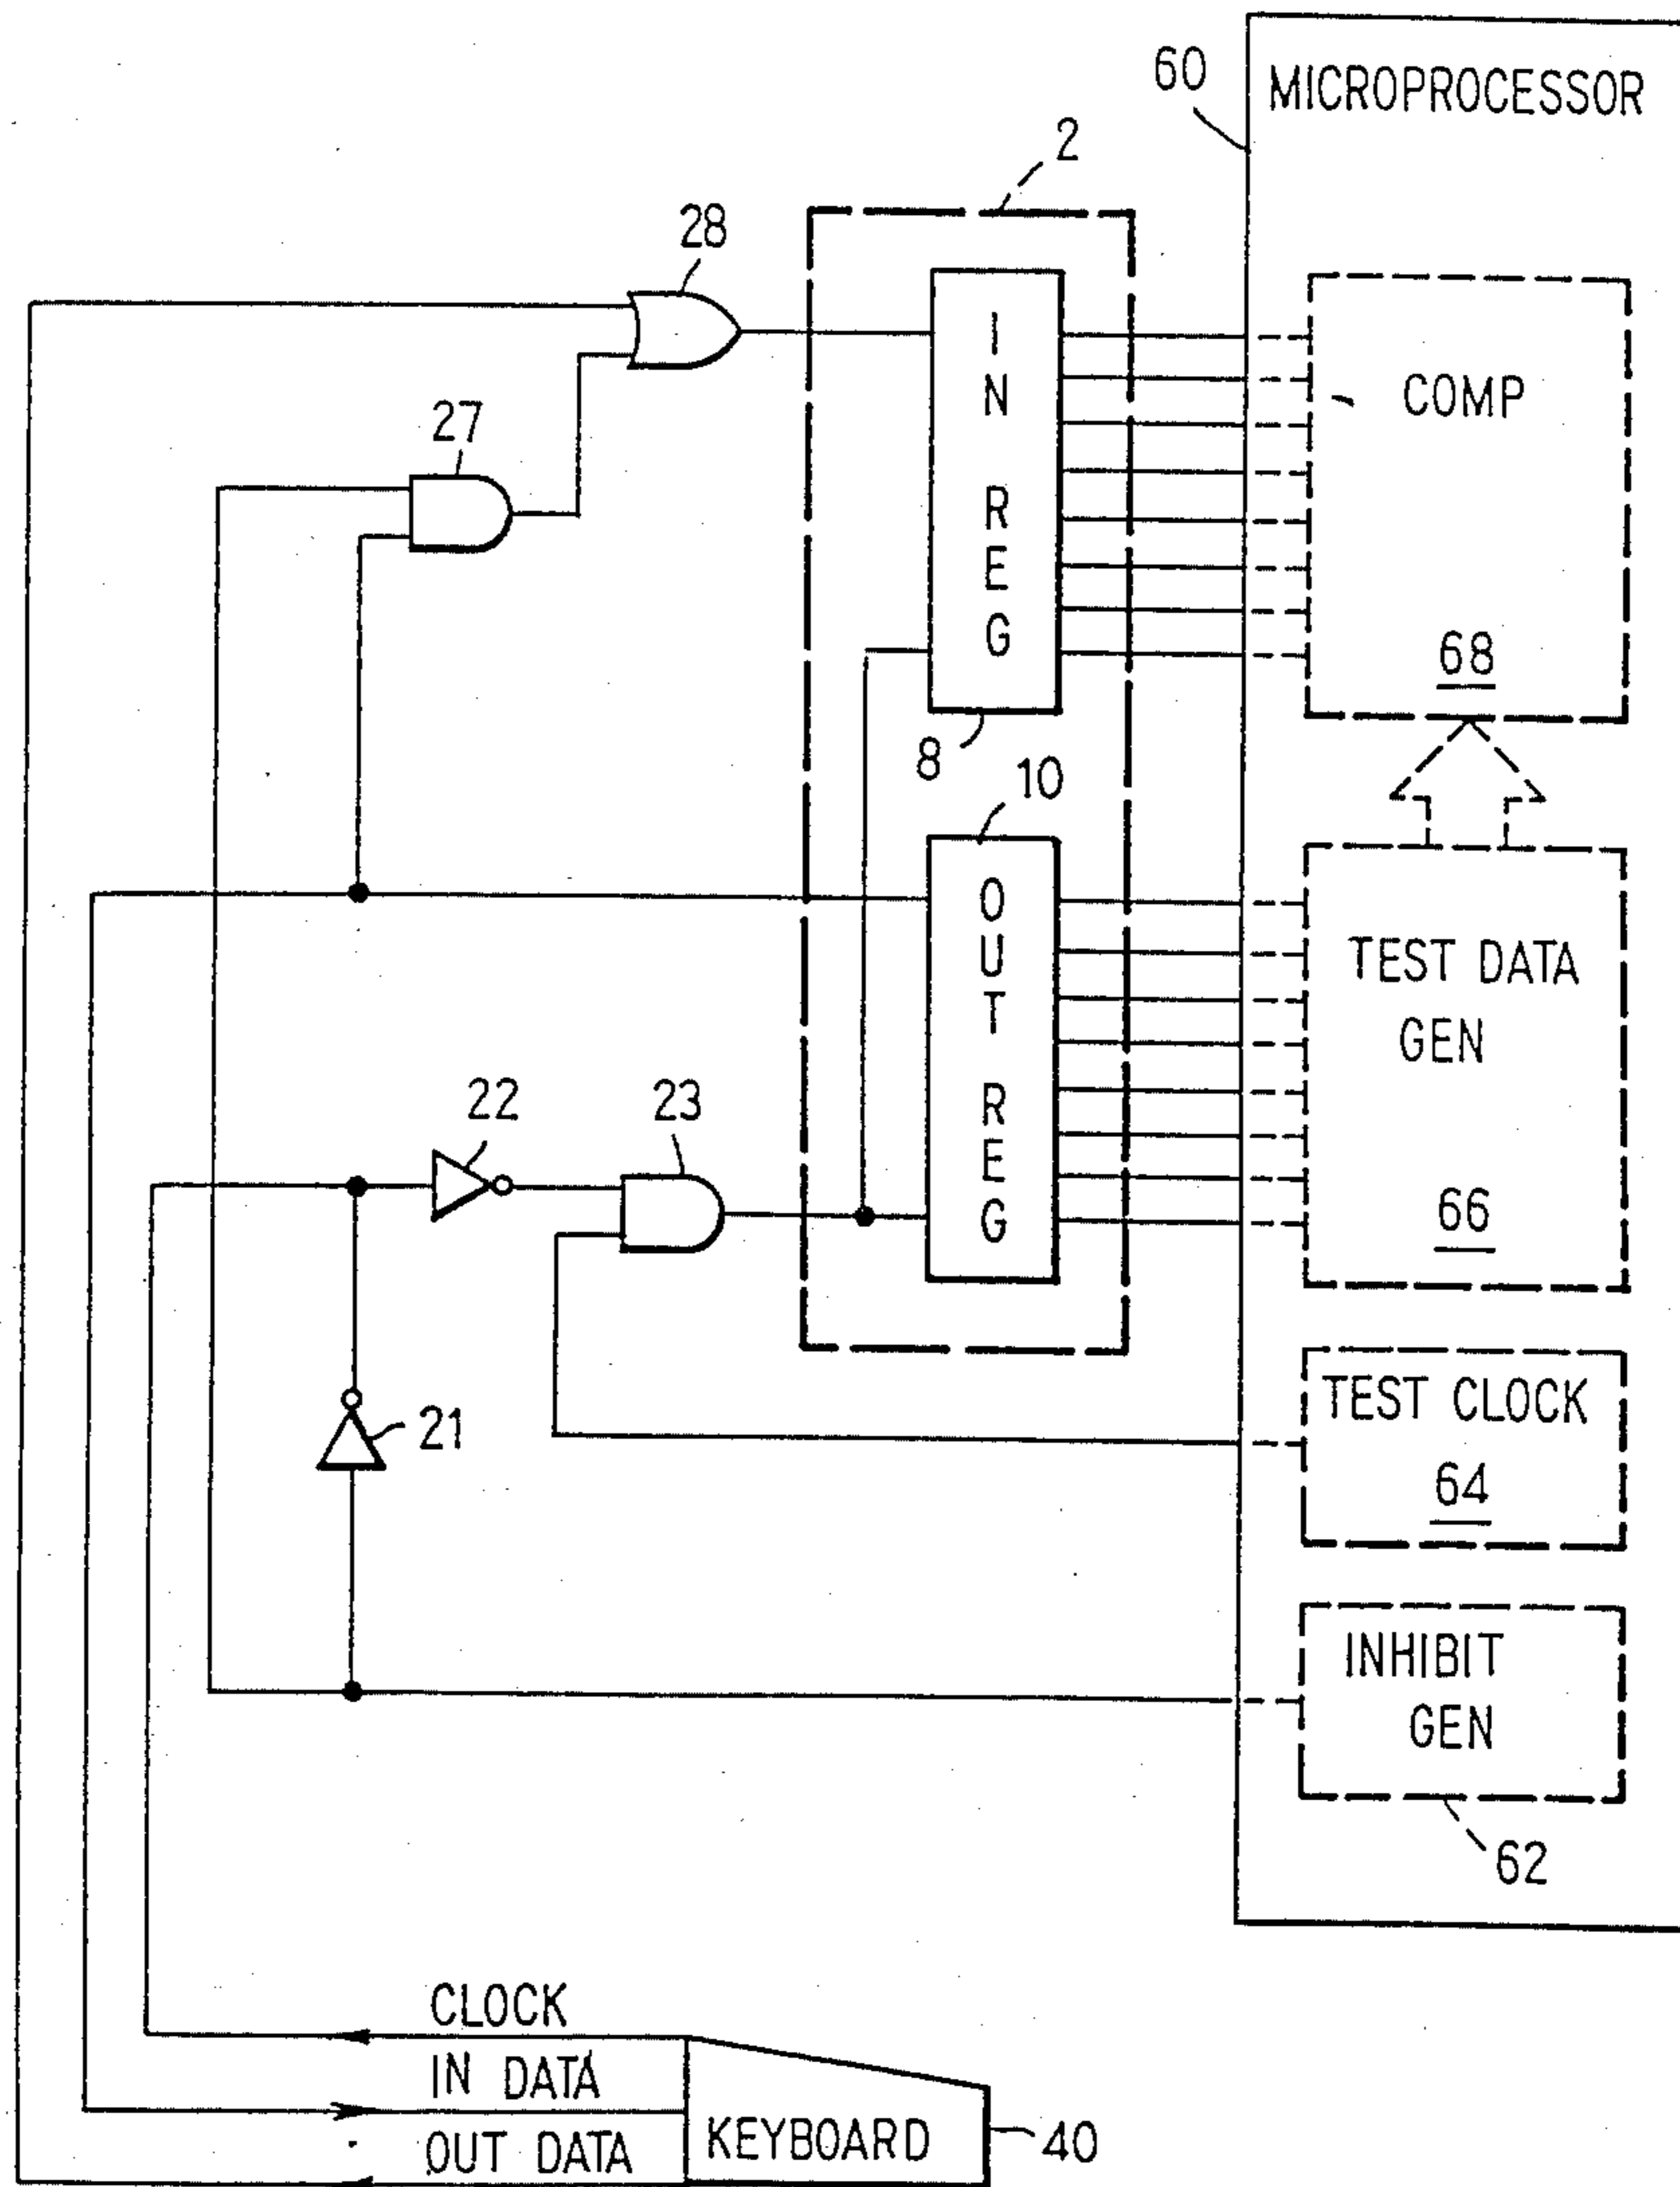 60
MICROPROCESSOR
2
28
IN REG
COMP
27
68
8
10
OUT REG
TEST DATA
GEN
22
23
66
21
TEST CLOCK
64
INHIBIT
GEN
62
CLOCK
IN DATA
OUT DATA
KEYBOARD
40